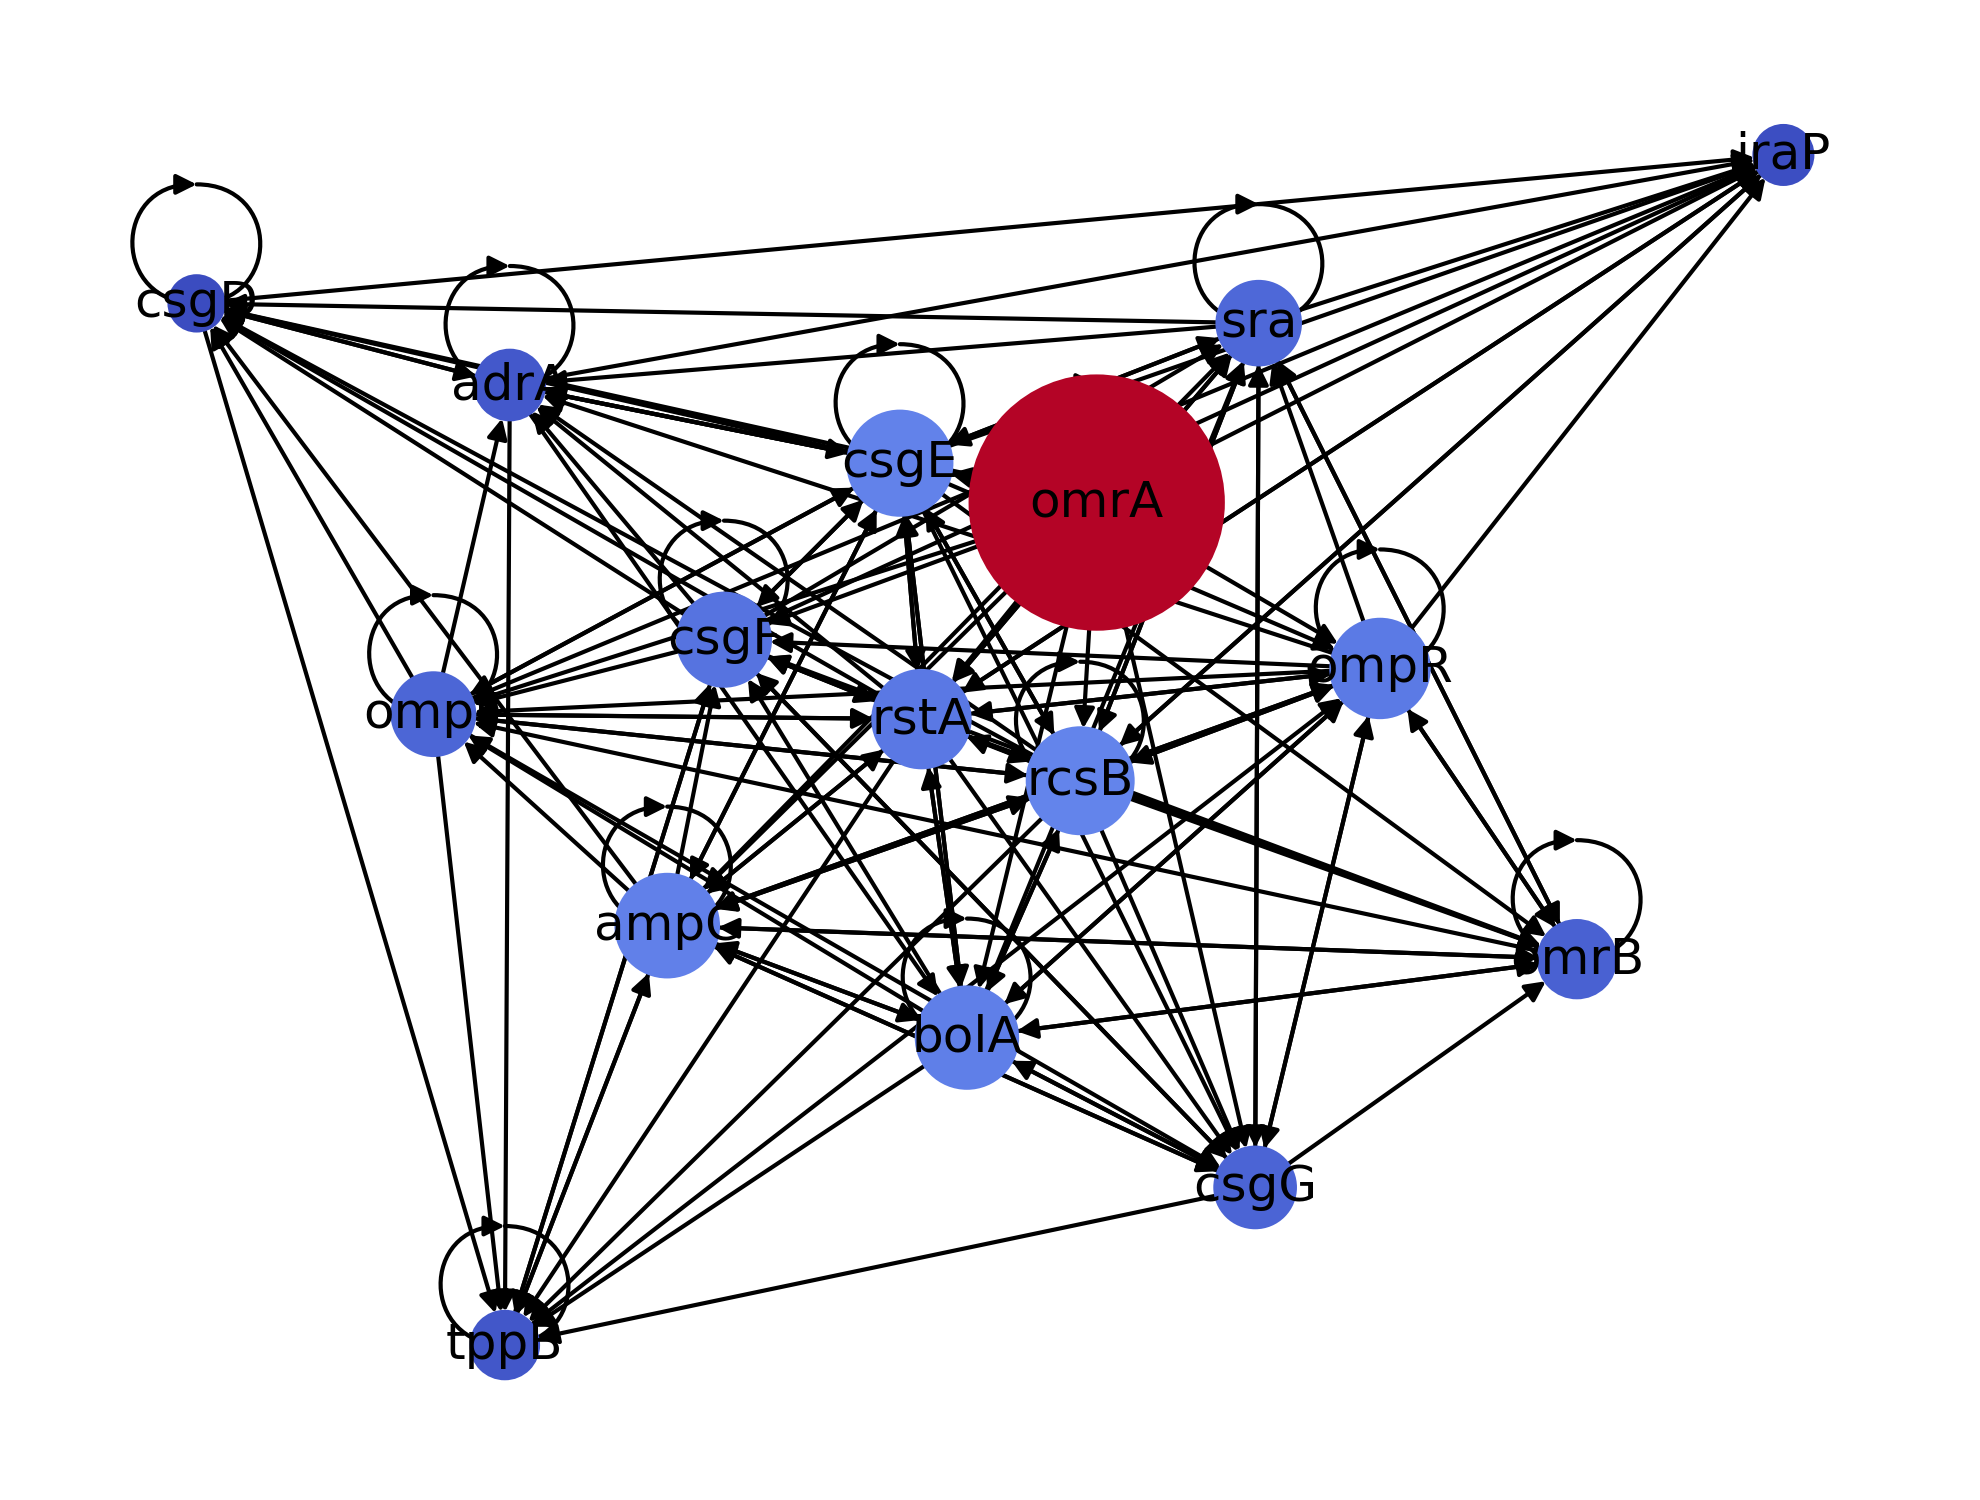 iraP
csgD
sra
adrA
csgE
omrA
csgF
ompR
omp
rstA
rcsB
ampC
omrB
bolA
csgG
tppB